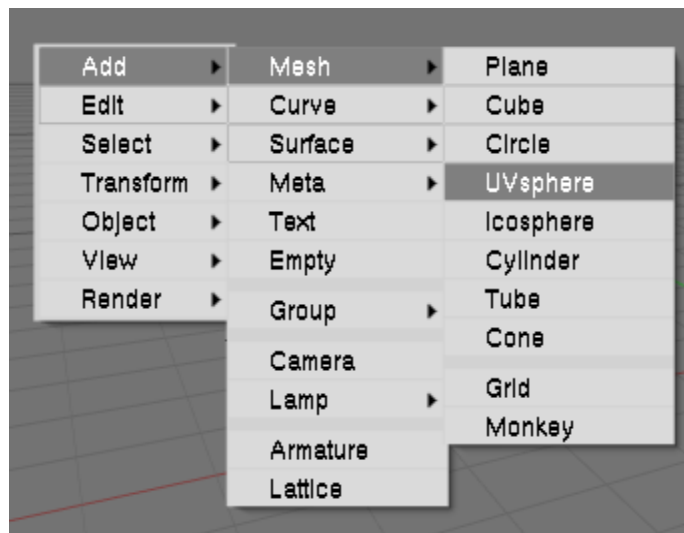 Add
Edit
Select
Transform
Object
View
Render
Mesh
Curve
Surface
Meta
Text
Empty
Group
Camera
Lamp
Armature
Lattice
Plane
Cube
Circle
UVsphere
Icosphere
Cylinder
Tube
Cone
Grid
Monkey